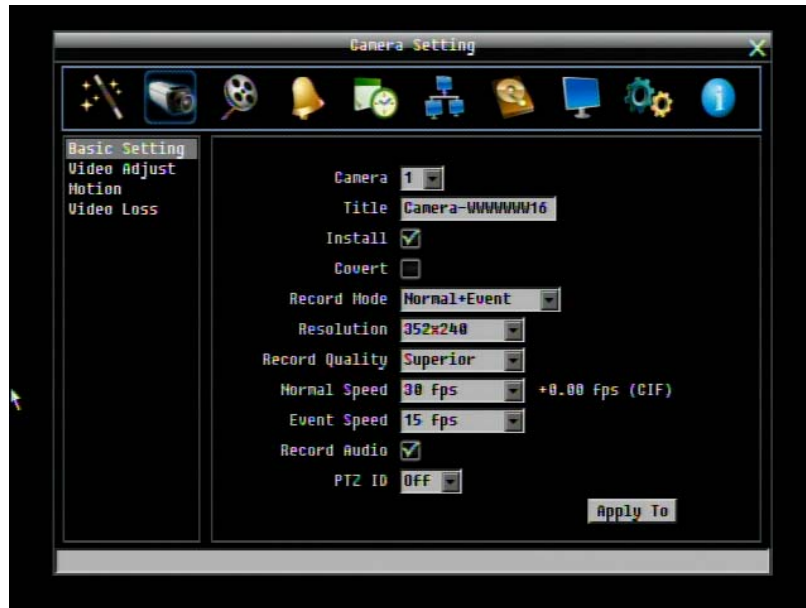 Camera Setting
X
Basic Setting
Video Adjust
Motion
Video Loss
Camera 1
Title Camera-WWWWWW16
Install
Covert
Record Mode Normal+Event
Resolution 352x240
Record Quality Superior
Normal Speed 30 fps +0.00 fps (CIF)
Event Speed 15 fps
Record Audio
PTZ ID OFF
Apply To